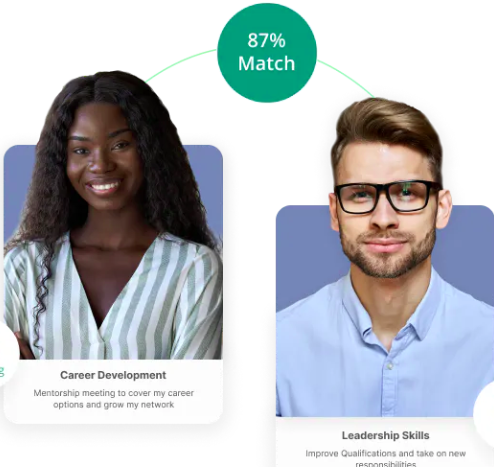 87%
Match
Career Development
Mentorship meeting to cover my career
options and grow my network
g
Leadership Skills
Improve Qualifications and take on new
responsibilities